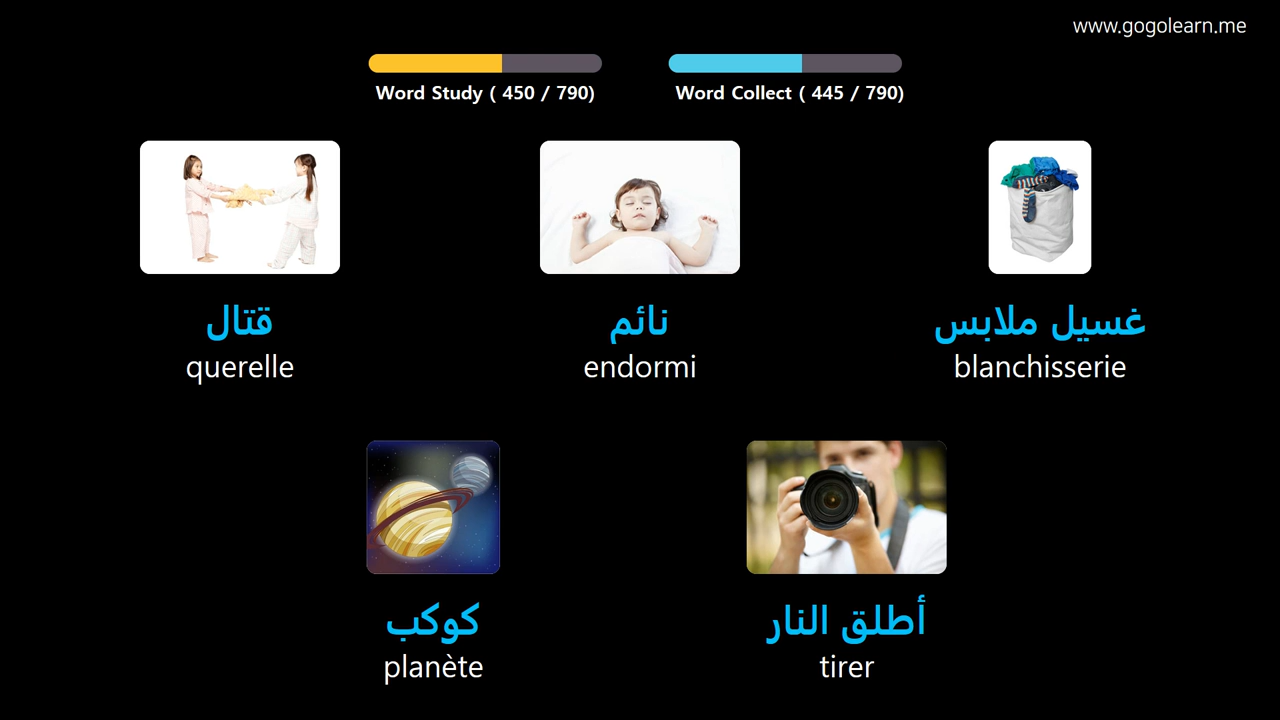 www.gogolearn.me
Word Study ( 450 / 790)
Word Collect ( 445 / 790)
قتال
querelle
نائم
endormi
غسيل ملابس
blanchisserie
كوكب
planète
أطلق النار
tirer